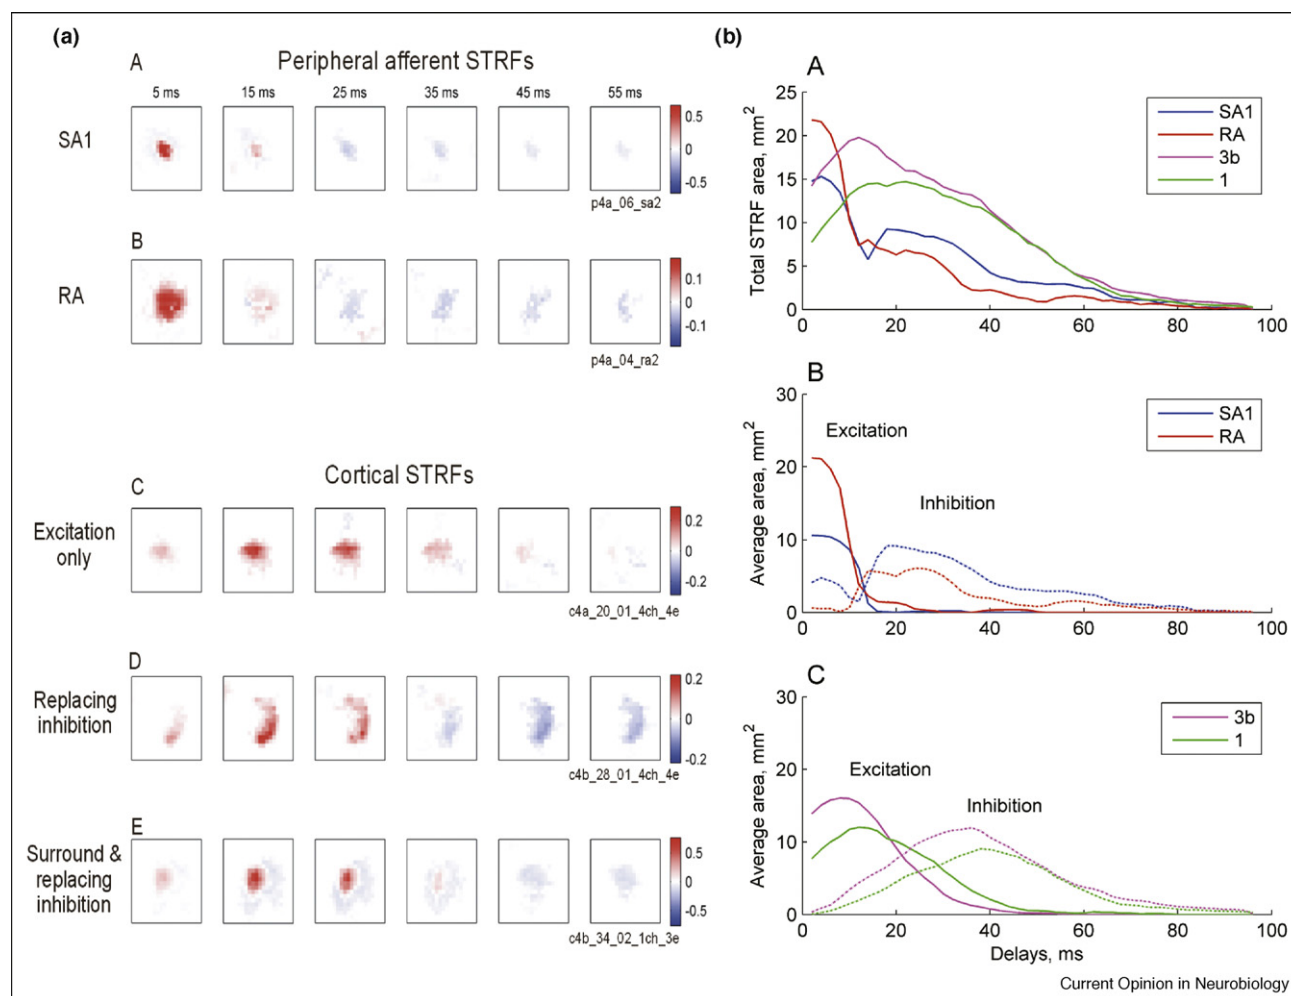 (a)
A
Peripheral afferent STRFs
5 ms 15 ms 25 ms 35 ms 45 ms 55 ms
SA1
0.5
0
-0.5
p4a_06_sa2
B
RA
0.1
0
-0.1
p4a_04_ra2
Cortical STRFs
C
Excitation
only
0.2
0
-0.2
c4a_20_01_4ch_4e
D
Replacing
inhibition
0.2
0
-0.2
c4b_28_01_4ch_4e
E
Surround &
replacing
inhibition
0.5
0
-0.5
c4b_34_02_1ch_3e
(b)
A
Total STRF area, mm2
25
20
15
10
5
0
0 20 40 60 80 100
SA1
RA
3b
1
B
Average area, mm2
30
20
10
0
0 20 40 60 80 100
Excitation
Inhibition
SA1
RA
C
Average area, mm2
30
20
10
0
0 20 40 60 80 100
Excitation
Inhibition
3b
1
Delays, ms
Current Opinion in Neurobiology